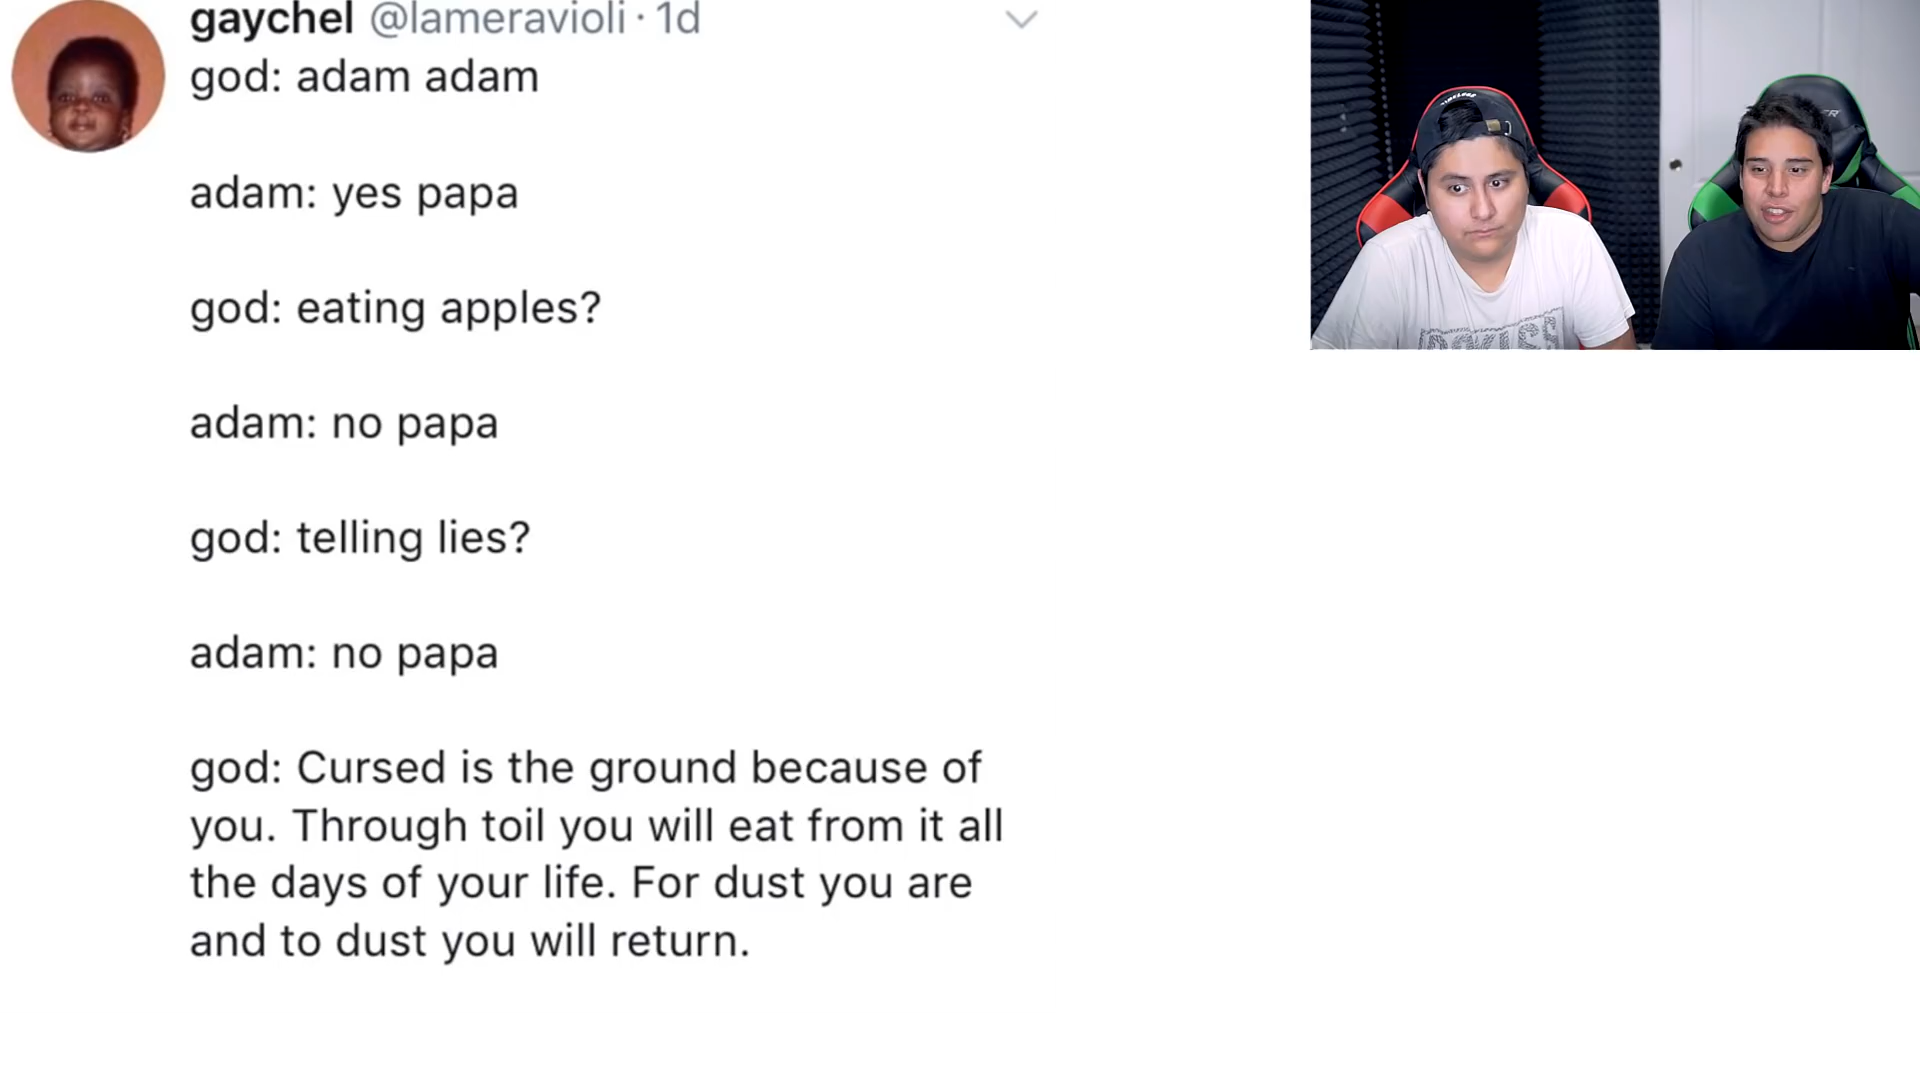 gaychel @lameravioli · 1d
god: adam adam
adam: yes papa
god: eating apples?
adam: no papa
god: telling lies?
adam: no papa
god: Cursed is the ground because of
you. Through toil you will eat from it all
the days of your life. For dust you are
and to dust you will return.